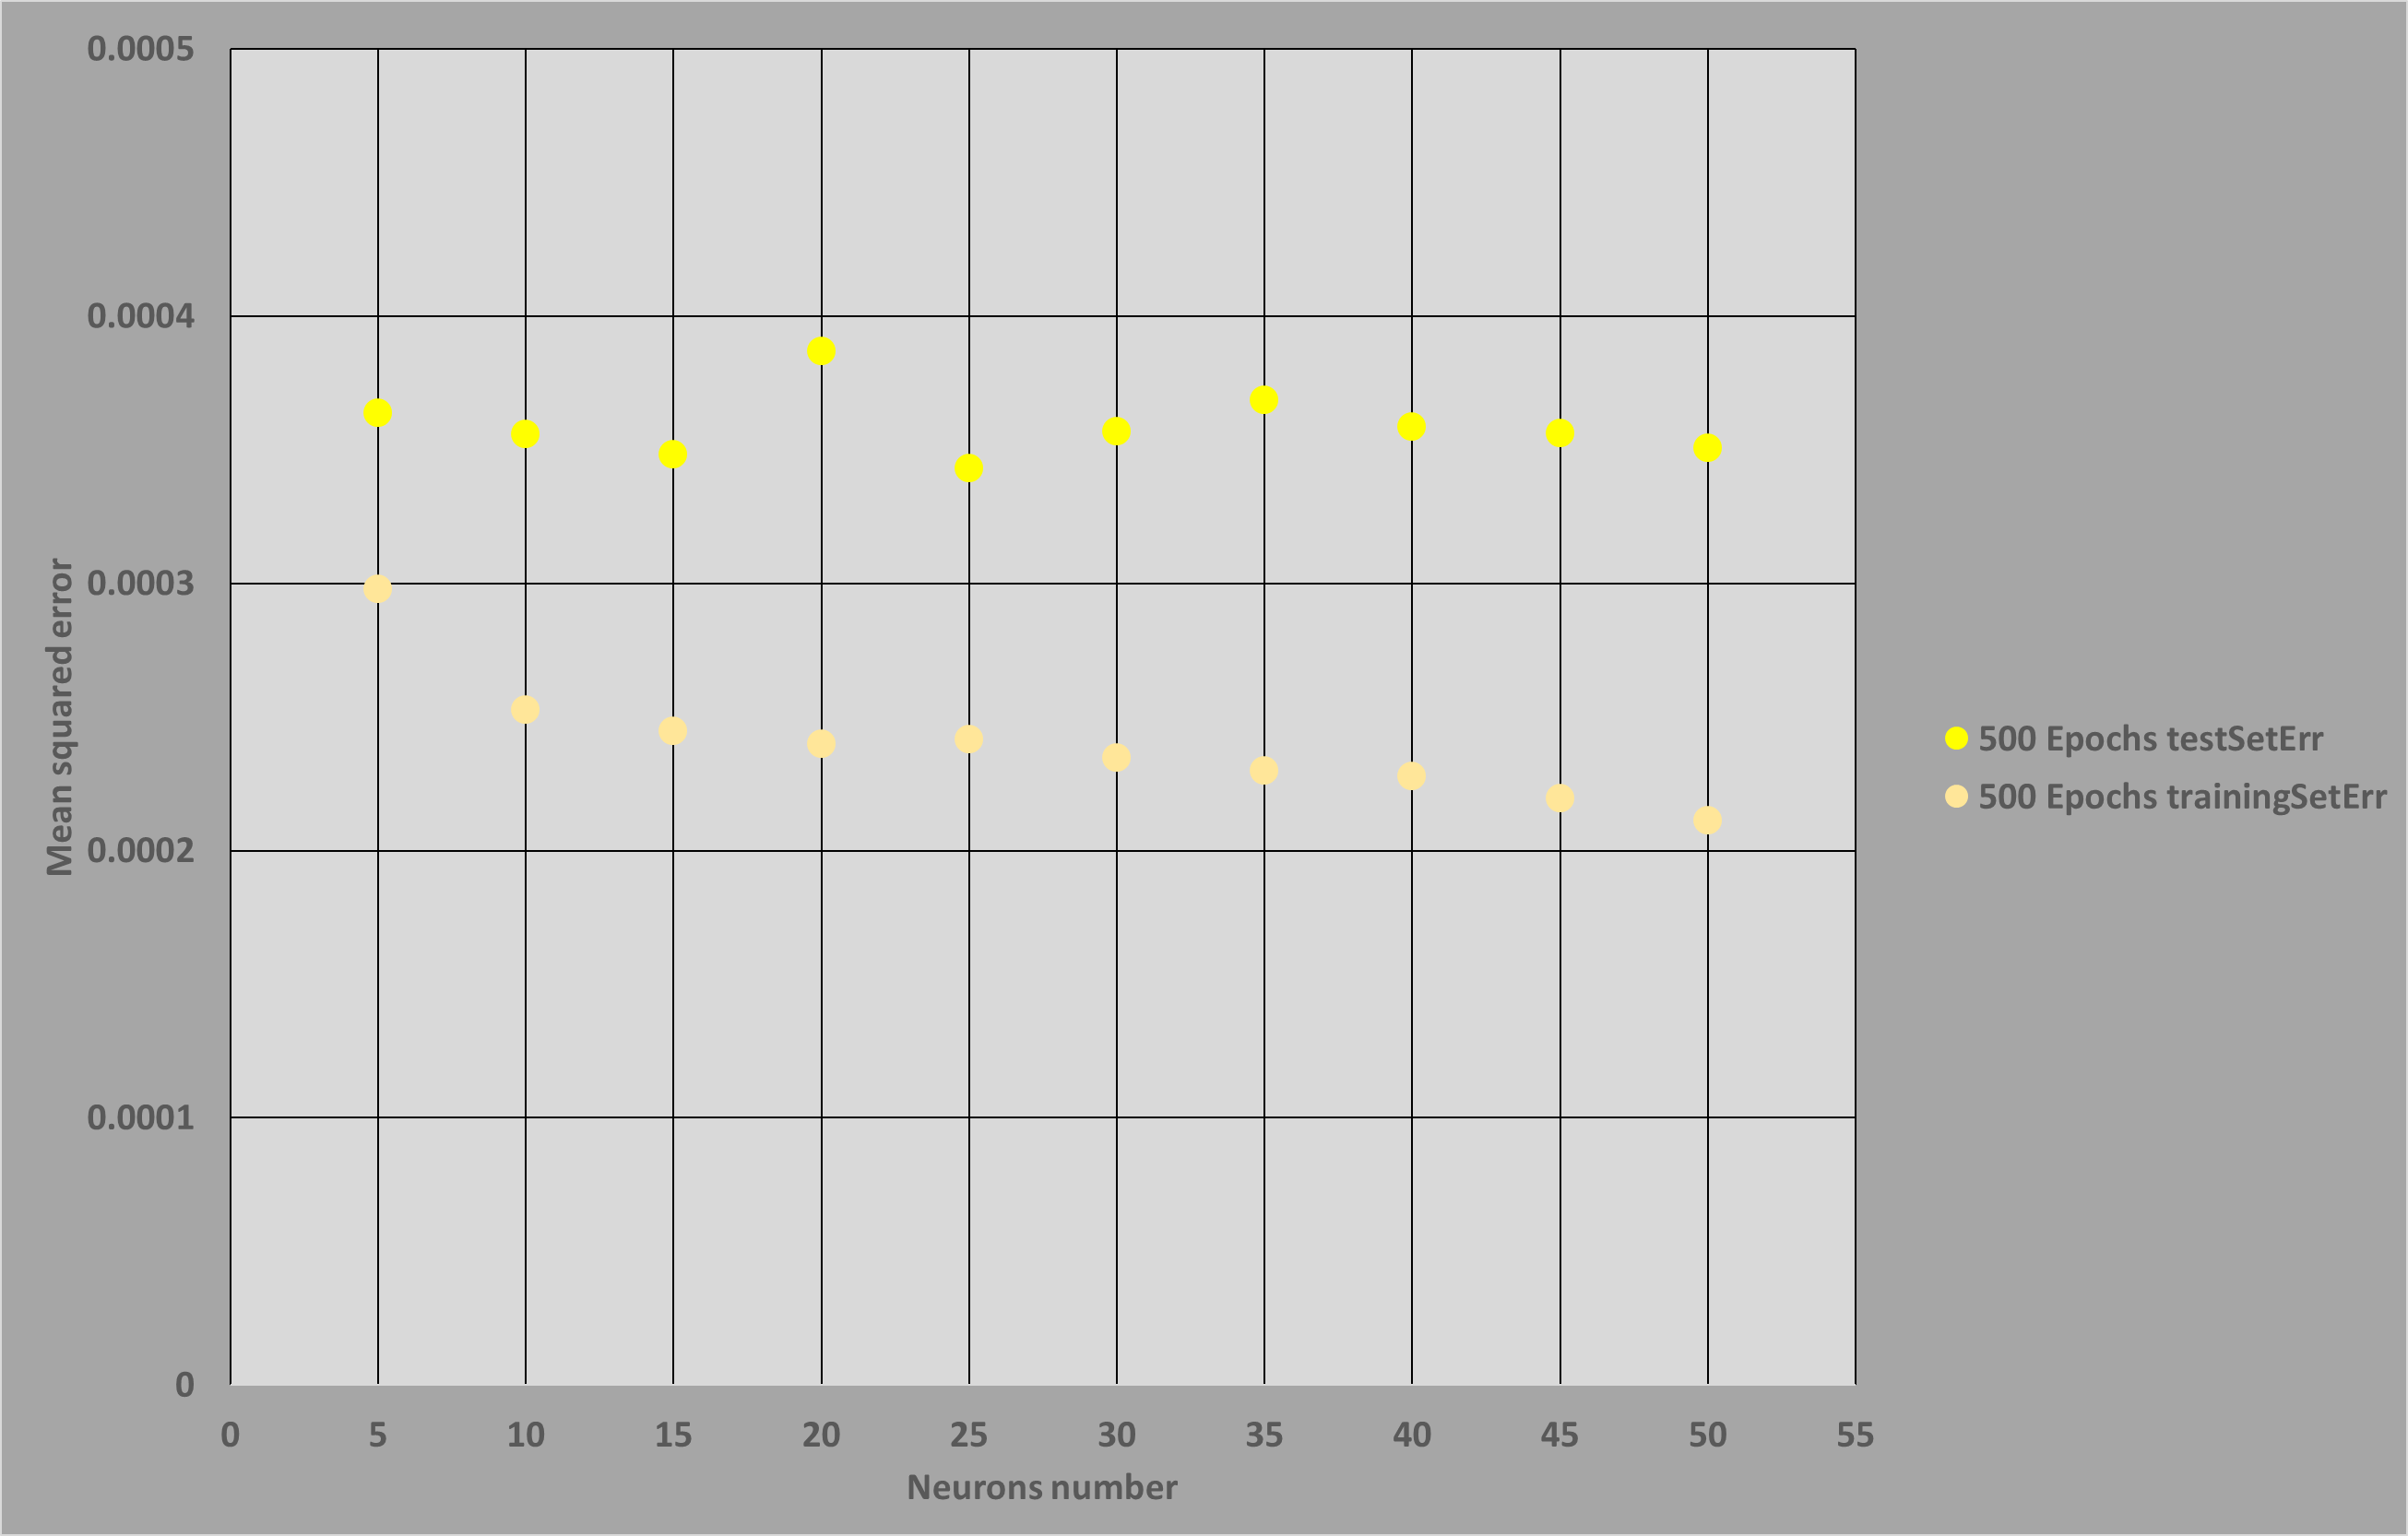 0.0005
0.0004
0.0003
0.0002
0.0001
0
Mean squared error
0 5 10 15 20 25 30 35 40 45 50 55
Neurons number
500 Epochs testSetErr
500 Epochs trainingSetErr